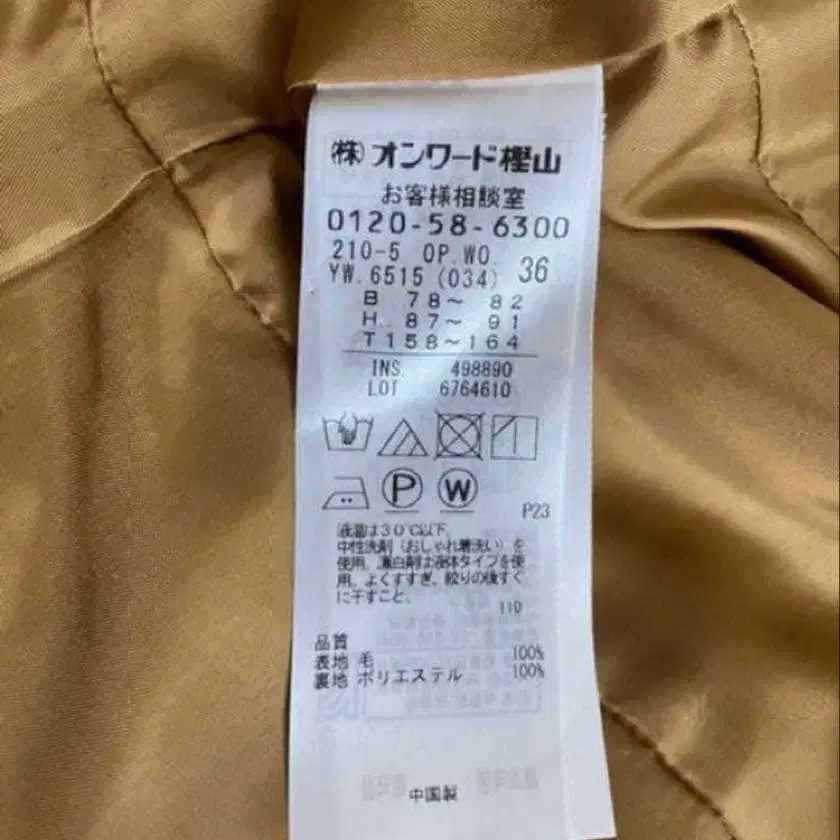 ㈱オンワード樫山
お客様相談室
0120-58-6300
210-5 OP.WO.
YW.6515(034) 36
B 78～ 82
H. 87～ 91
T158～164
INS. 498890
LOT 6764610
P W
P23
液温は30℃以下、
中性洗剤（おしゃれ着洗い）を
使用。漂白剤は液体タイプを使
用。よくすすぎ、絞りの後すぐ
に干すこと。
110
品質
表地 毛 100%
裏地 ポリエステル 100%
中国製